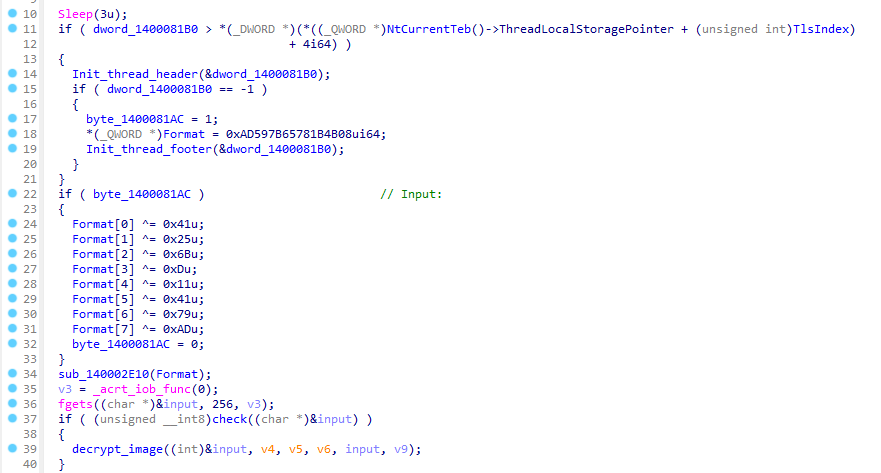 10 Sleep(3u);
11 if ( dword_1400081B0 > *(_DWORD *)(*((_QWORD *)NtCurrentTeb()->ThreadLocalStoragePointer + (unsigned int)TlsIndex)
12 + 4i64) )
13 {
14 Init_thread_header(&dword_1400081B0);
15 if ( dword_1400081B0 == -1 )
16 {
17 byte_1400081AC = 1;
18 *(_QWORD *)Format = 0xAD597B65781B4B08ui64;
19 Init_thread_footer(&dword_1400081B0);
20 }
21 }
22 if ( byte_1400081AC ) // Input:
23 {
24 Format[0] ^= 0x41u;
25 Format[1] ^= 0x25u;
26 Format[2] ^= 0x6Bu;
27 Format[3] ^= 0xDu;
28 Format[4] ^= 0x11u;
29 Format[5] ^= 0x41u;
30 Format[6] ^= 0x79u;
31 Format[7] ^= 0xADu;
32 byte_1400081AC = 0;
33 }
34 sub_140002E10(Format);
35 v3 = _acrt_iob_func(0);
36 fgets((char *)&input, 256, v3);
37 if ( (unsigned __int8)check((char *)&input) )
38 {
39 decrypt_image((int)&input, v4, v5, v6, input, v9);
40 }